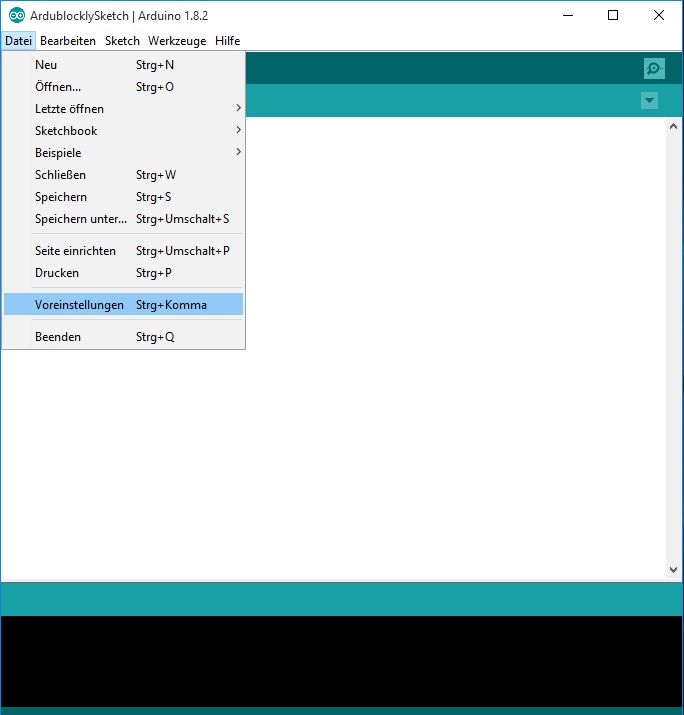 ArdublocklySketch | Arduino 1.8.2
Datei Bearbeiten Sketch Werkzeuge Hilfe
Neu Strg+N
Öffnen... Strg+O
Letzte öffnen
Sketchbook
Beispiele
Schließen Strg+W
Speichern Strg+S
Speichern unter... Strg+Umschalt+S
Seite einrichten Strg+Umschalt+P
Drucken Strg+P
Voreinstellungen Strg+Komma
Beenden Strg+Q